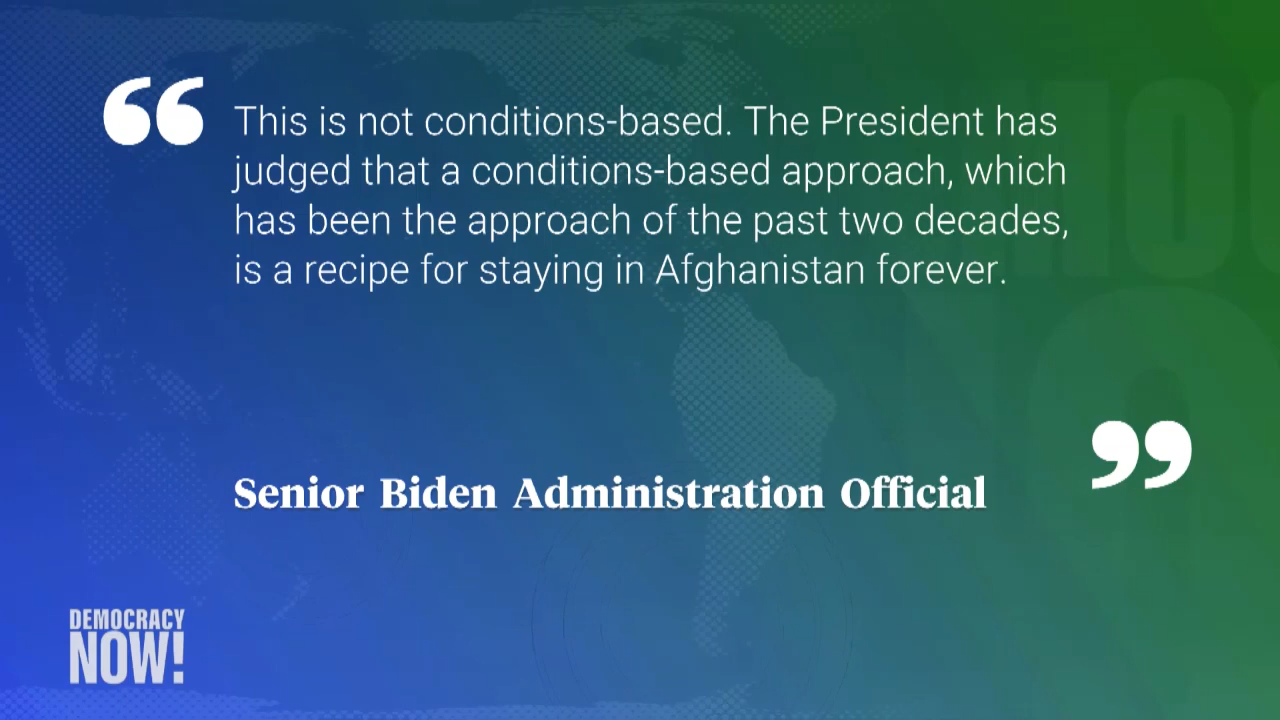 “ This is not conditions-based. The President has
judged that a conditions-based approach, which
has been the approach of the past two decades,
is a recipe for staying in Afghanistan forever.
”
Senior Biden Administration Official
DEMOCRACY
NOW!